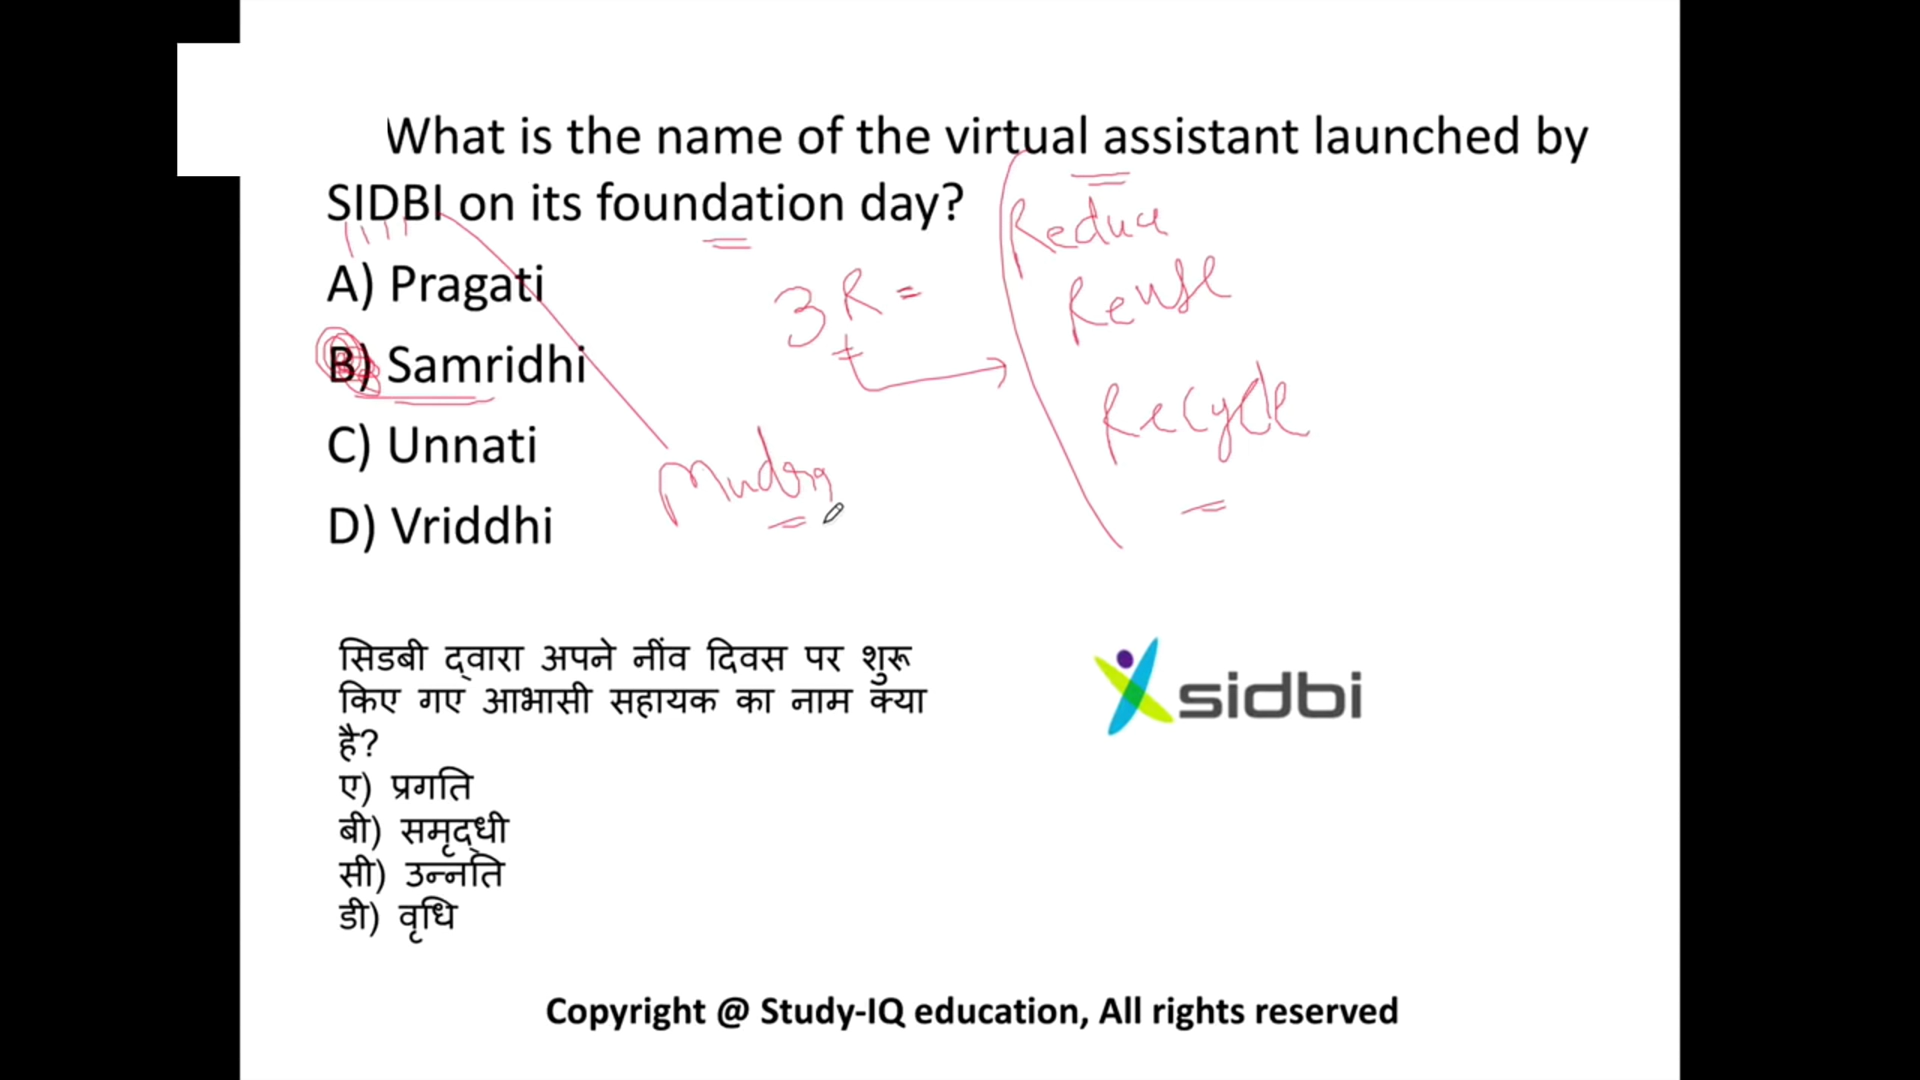 What is the name of the virtual assistant launched by
SIDBI on its foundation day?
A) Pragati
B) Samridhi
C) Unnati
D) Vriddhi
3R =
Reduce
Reuse
Recycle
Mudra
सिडबी द्वारा अपने नींव दिवस पर शुरू
किए गए आभासी सहायक का नाम क्या
है?
ए) प्रगति
बी) समृद्धी
सी) उन्नति
डी) वृधि
sidbi
Copyright @ Study-IQ education, All rights reserved